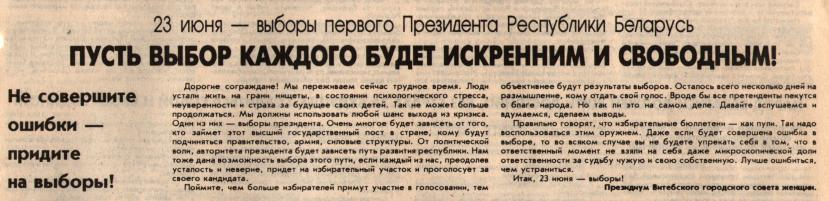 23 июня — выборы первого Президента Республики Беларусь
ПУСТЬ ВЫБОР КАЖДОГО БУДЕТ ИСКРЕННИМ И СВОБОДНЫМ!
Не совершите
ошибки —
придите
на выборы!
Дорогие сограждане! Мы переживаем сейчас трудное время. Люди
устали жить на грани нищеты, в состоянии психологического стресса,
неуверенности и страха за будущее своих детей. Так не может больше
продолжаться. Мы должны использовать любой шанс выхода из кризиса.
Один из них — выборы президента. Очень многое будет зависеть от того,
кто займет этот высший государственный пост в стране, кому будут
подчиняться правительство, армия, силовые структуры. От политической
воли, авторитета президента будет зависеть путь развития республики. Нам
тоже дана возможность выбора этого пути, если каждый из нас, преодолев
усталость и неверие, придет на избирательный участок и проголосует за
своего кандидата.
Поймите, чем больше избирателей примут участие в голосовании, тем
объективнее будут результаты выборов. Осталось всего несколько дней на
размышление, кому отдать свой голос. Вроде бы все претенденты пекутся
о благе народа. Но так ли это на самом деле. Давайте вслушаемся и
вдумаемся, сделаем выводы.
Правильно говорят, что избирательные бюллетени — как пули. Так надо
воспользоваться этим оружием. Даже если будет совершена ошибка в
выборе, то во всяком случае вы не будете упрекать себя в том, что в
ответственный момент не взяли на себя даже микроскопической доли
ответственности за судьбу чужую и свою собственную. Лучше ошибиться,
чем устраниться.
Итак, 23 июня — выборы!
Президиум Витебского городского совета женщин.